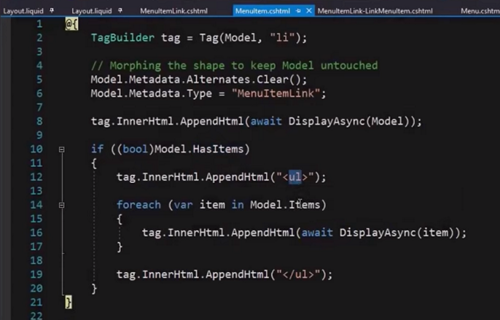 Layout.liquid Layout.liquid MenuItemLink.cshtml MenuItem.cshtml MenuItemLink-LinkMenuItem.cshtml Menu.cshtml
1 @{
2 TagBuilder tag = Tag(Model, "li");
3
4 // Morphing the shape to keep Model untouched
5 Model.Metadata.Alternates.Clear();
6 Model.Metadata.Type = "MenuItemLink";
7
8 tag.InnerHtml.AppendHtml(await DisplayAsync(Model));
9
10 if ((bool)Model.HasItems)
11 {
12 tag.InnerHtml.AppendHtml("<ul>");
13
14 foreach (var item in Model.Items)
15 {
16 tag.InnerHtml.AppendHtml(await DisplayAsync(item));
17 }
18
19 tag.InnerHtml.AppendHtml("</ul>");
20 }
21 }
22